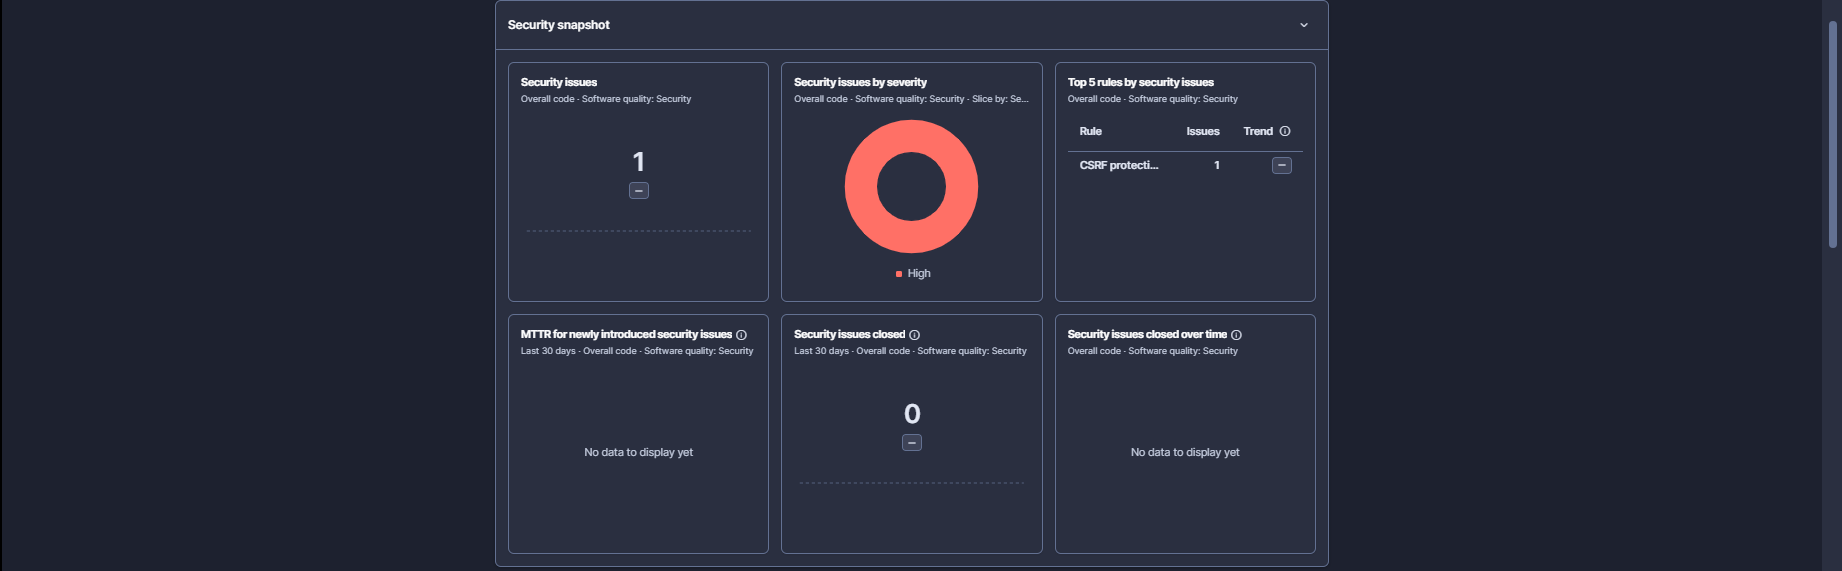 Security snapshot
Security issues
Overall code · Software quality: Security
1
–
Security issues by severity
Overall code · Software quality: Security · Slice by: Se...
High
Top 5 rules by security issues
Overall code · Software quality: Security
Rule Issues Trend
CSRF protecti... 1 –
MTTR for newly introduced security issues
Last 30 days · Overall code · Software quality: Security
No data to display yet
Security issues closed
Last 30 days · Overall code · Software quality: Security
0
–
Security issues closed over time
Overall code · Software quality: Security
No data to display yet